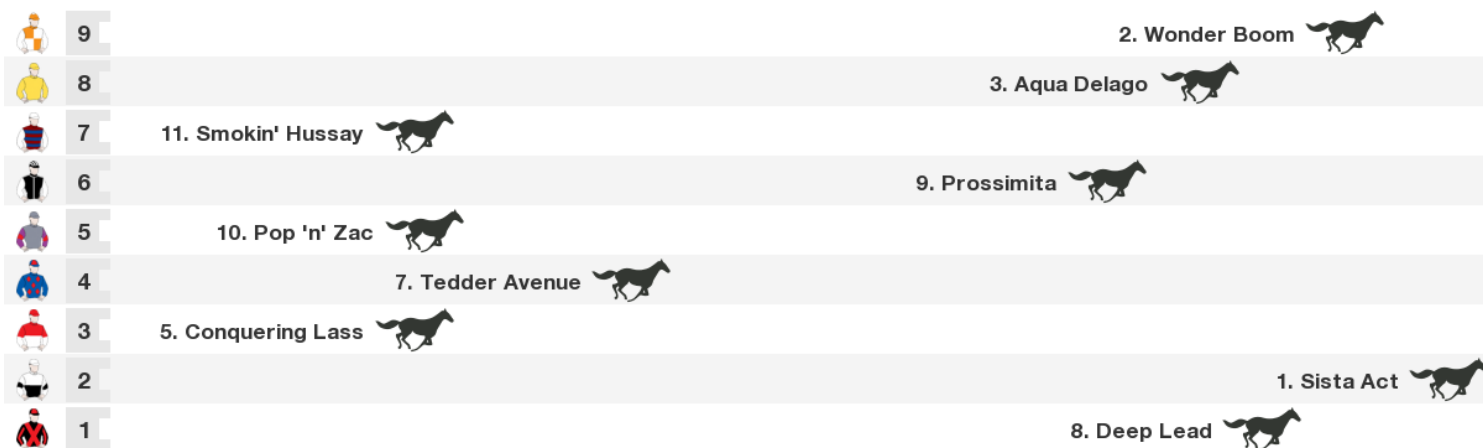 9 2. Wonder Boom
8 3. Aqua Delago
7 11. Smokin' Hussay
6 9. Prossimita
5 10. Pop 'n' Zac
4 7. Tedder Avenue
3 5. Conquering Lass
2 1. Sista Act
1 8. Deep Lead